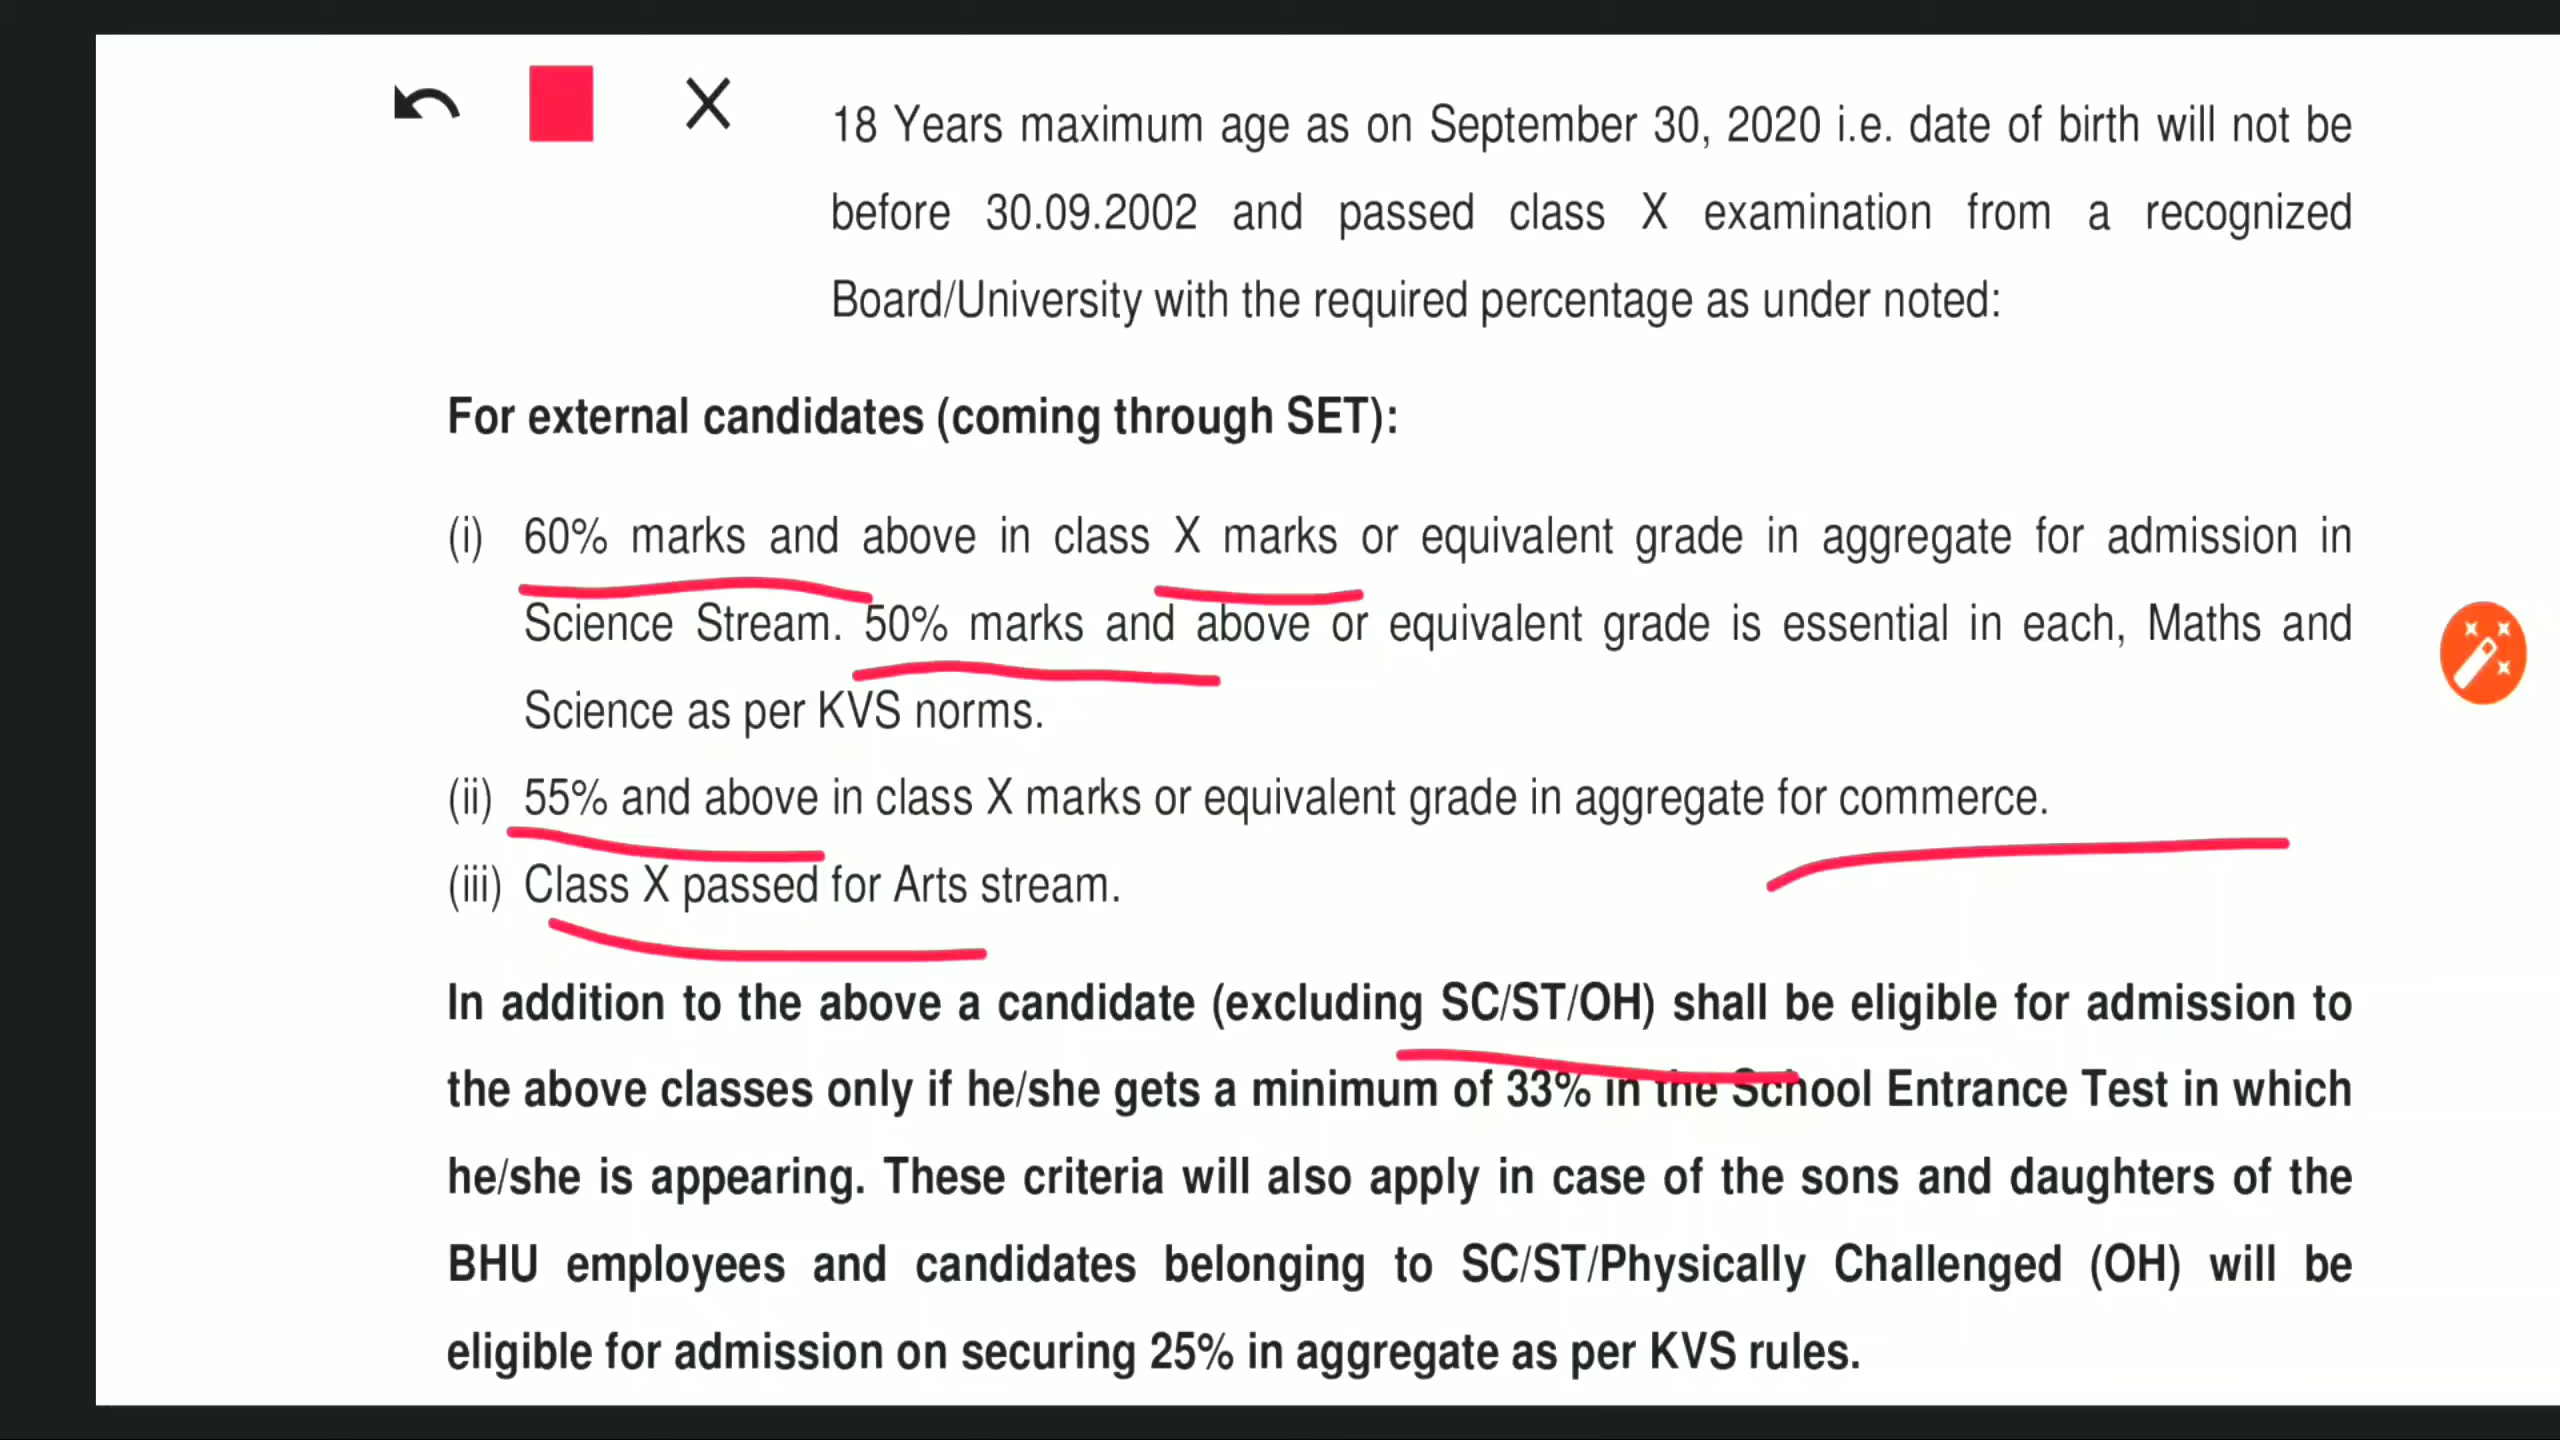 18 Years maximum age as on September 30, 2020 i.e. date of birth will not be
before 30.09.2002 and passed class X examination from a recognized
Board/University with the required percentage as under noted:
For external candidates (coming through SET):
(i) 60% marks and above in class X marks or equivalent grade in aggregate for admission in
Science Stream. 50% marks and above or equivalent grade is essential in each, Maths and
Science as per KVS norms.
(ii) 55% and above in class X marks or equivalent grade in aggregate for commerce.
(iii) Class X passed for Arts stream.
In addition to the above a candidate (excluding SC/ST/OH) shall be eligible for admission to
the above classes only if he/she gets a minimum of 33% in the School Entrance Test in which
he/she is appearing. These criteria will also apply in case of the sons and daughters of the
BHU employees and candidates belonging to SC/ST/Physically Challenged (OH) will be
eligible for admission on securing 25% in aggregate as per KVS rules.